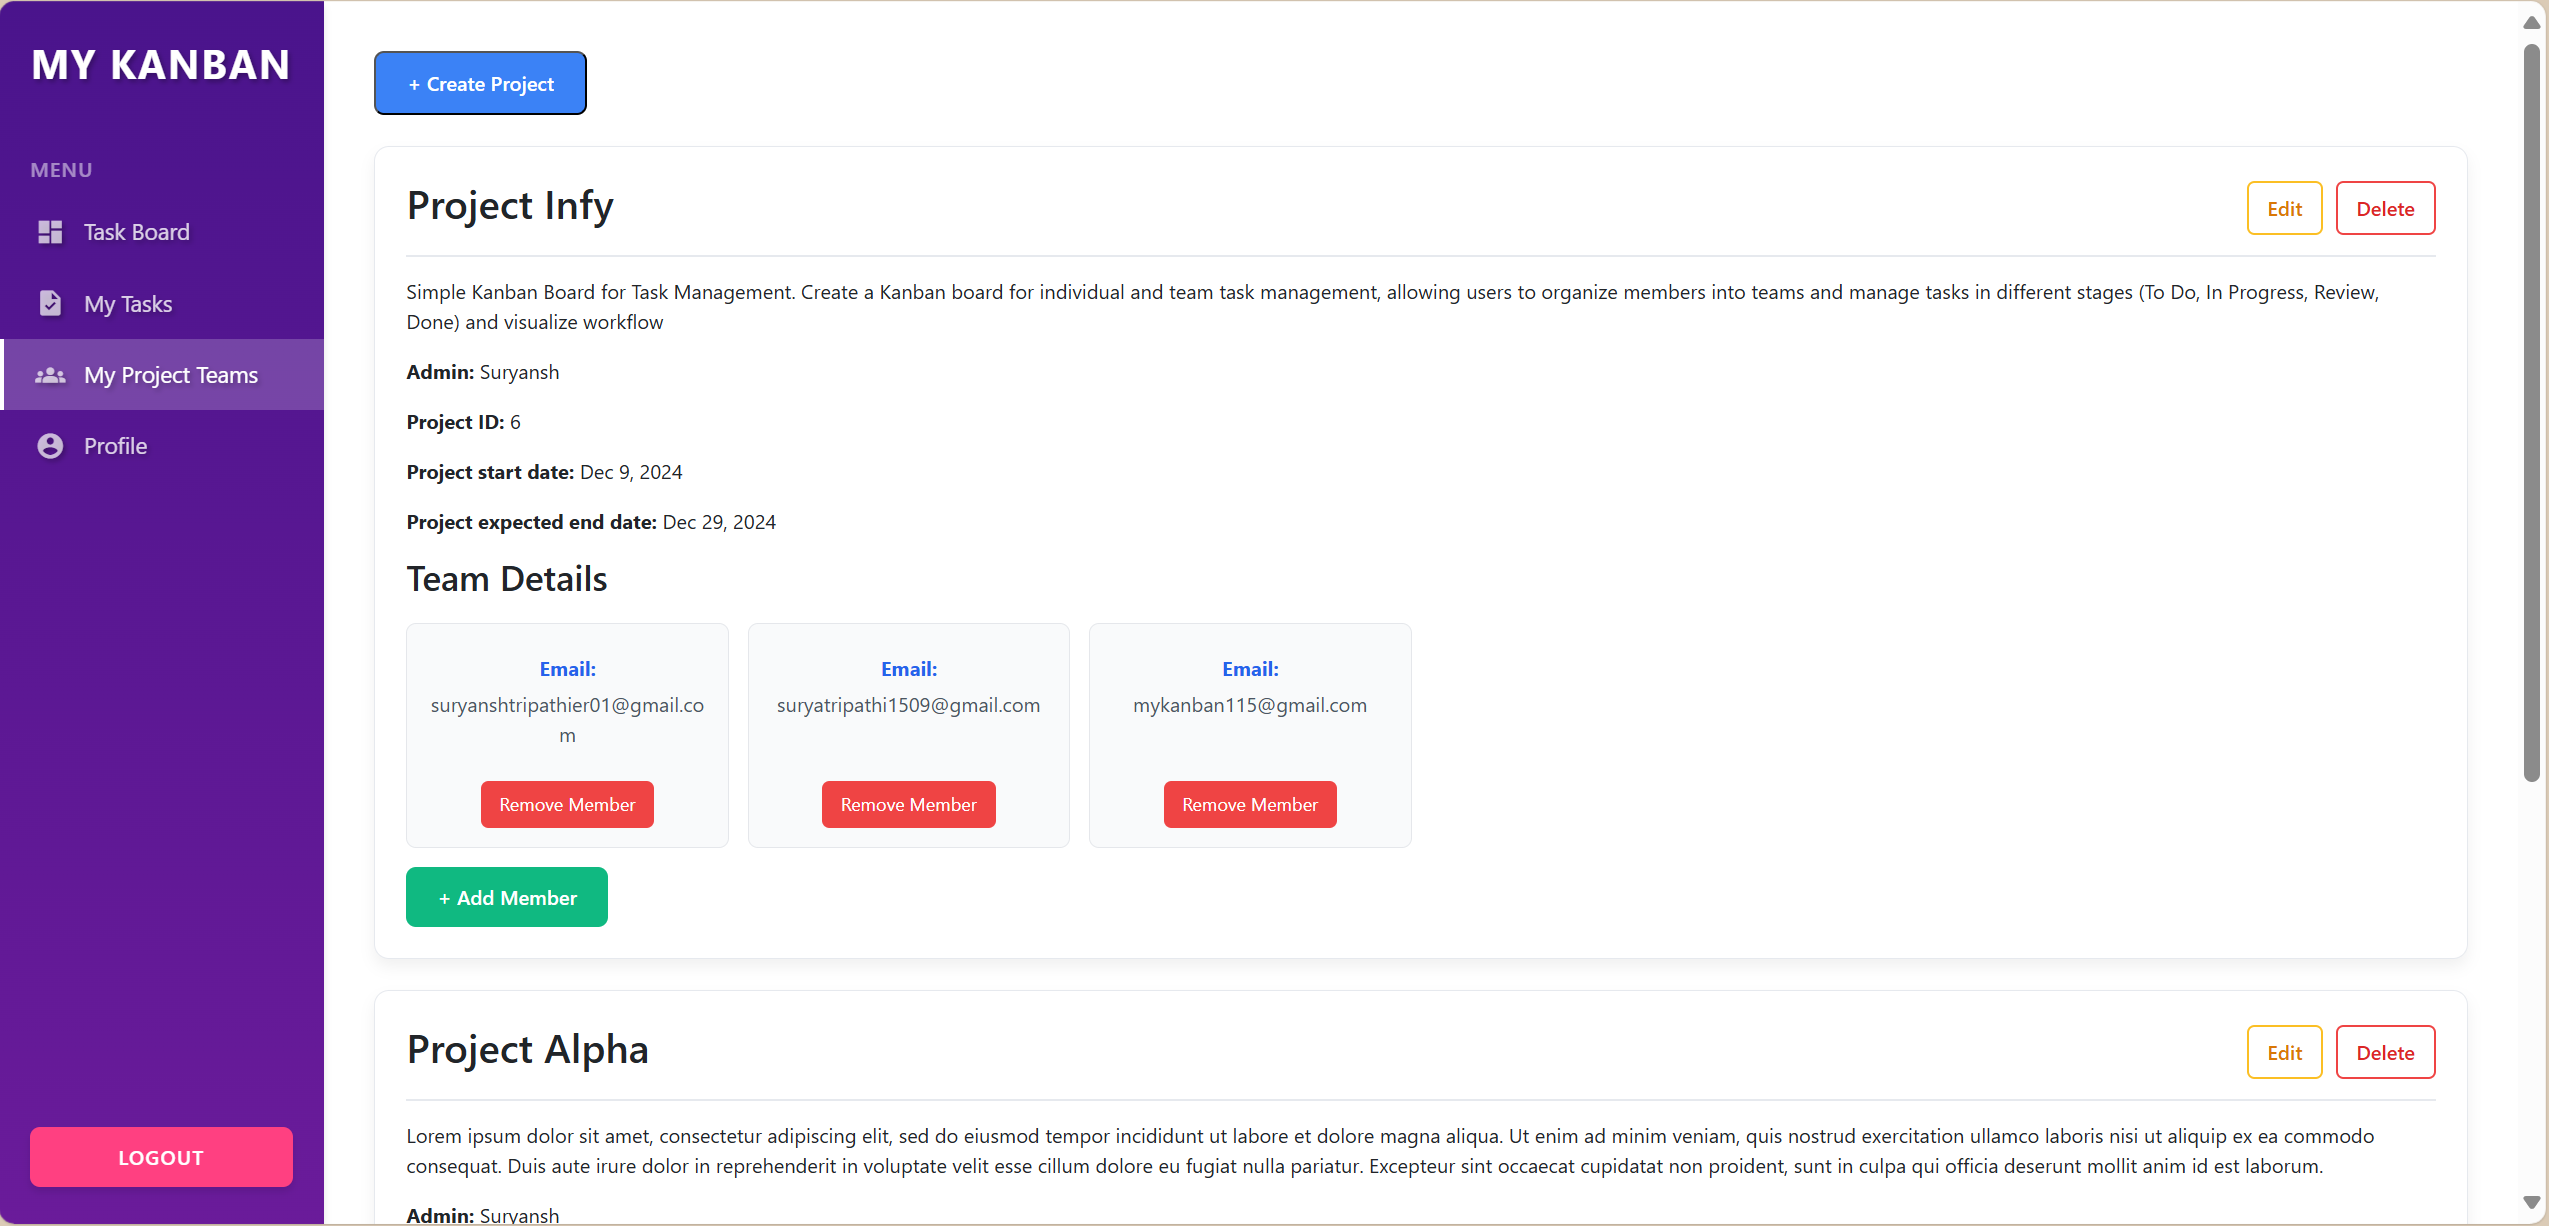 MY KANBAN
MENU
Task Board
My Tasks
My Project Teams
Profile
LOGOUT
+ Create Project
Project Infy
Edit
Delete
Simple Kanban Board for Task Management. Create a Kanban board for individual and team task management, allowing users to organize members into teams and manage tasks in different stages (To Do, In Progress, Review,
Done) and visualize workflow
Admin: Suryansh
Project ID: 6
Project start date: Dec 9, 2024
Project expected end date: Dec 29, 2024
Team Details
Email:
suryanshtripathier01@gmail.co
m
Remove Member
Email:
suryatripathi1509@gmail.com
Remove Member
Email:
mykanban115@gmail.com
Remove Member
+ Add Member
Project Alpha
Edit
Delete
Lorem ipsum dolor sit amet, consectetur adipiscing elit, sed do eiusmod tempor incididunt ut labore et dolore magna aliqua. Ut enim ad minim veniam, quis nostrud exercitation ullamco laboris nisi ut aliquip ex ea commodo
consequat. Duis aute irure dolor in reprehenderit in voluptate velit esse cillum dolore eu fugiat nulla pariatur. Excepteur sint occaecat cupidatat non proident, sunt in culpa qui officia deserunt mollit anim id est laborum.
Admin: Suryansh